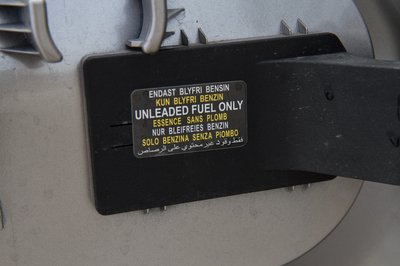 ENDAST BLYFRI BENSIN
KUN BLYFRI BENZIN
UNLEADED FUEL ONLY
ESSENCE SANS PLOMB
NUR BLEIFREIES BENZIN
SOLO BENZINA SENZA PIOMBO
فقط وقود غير محتوي على الرصاص